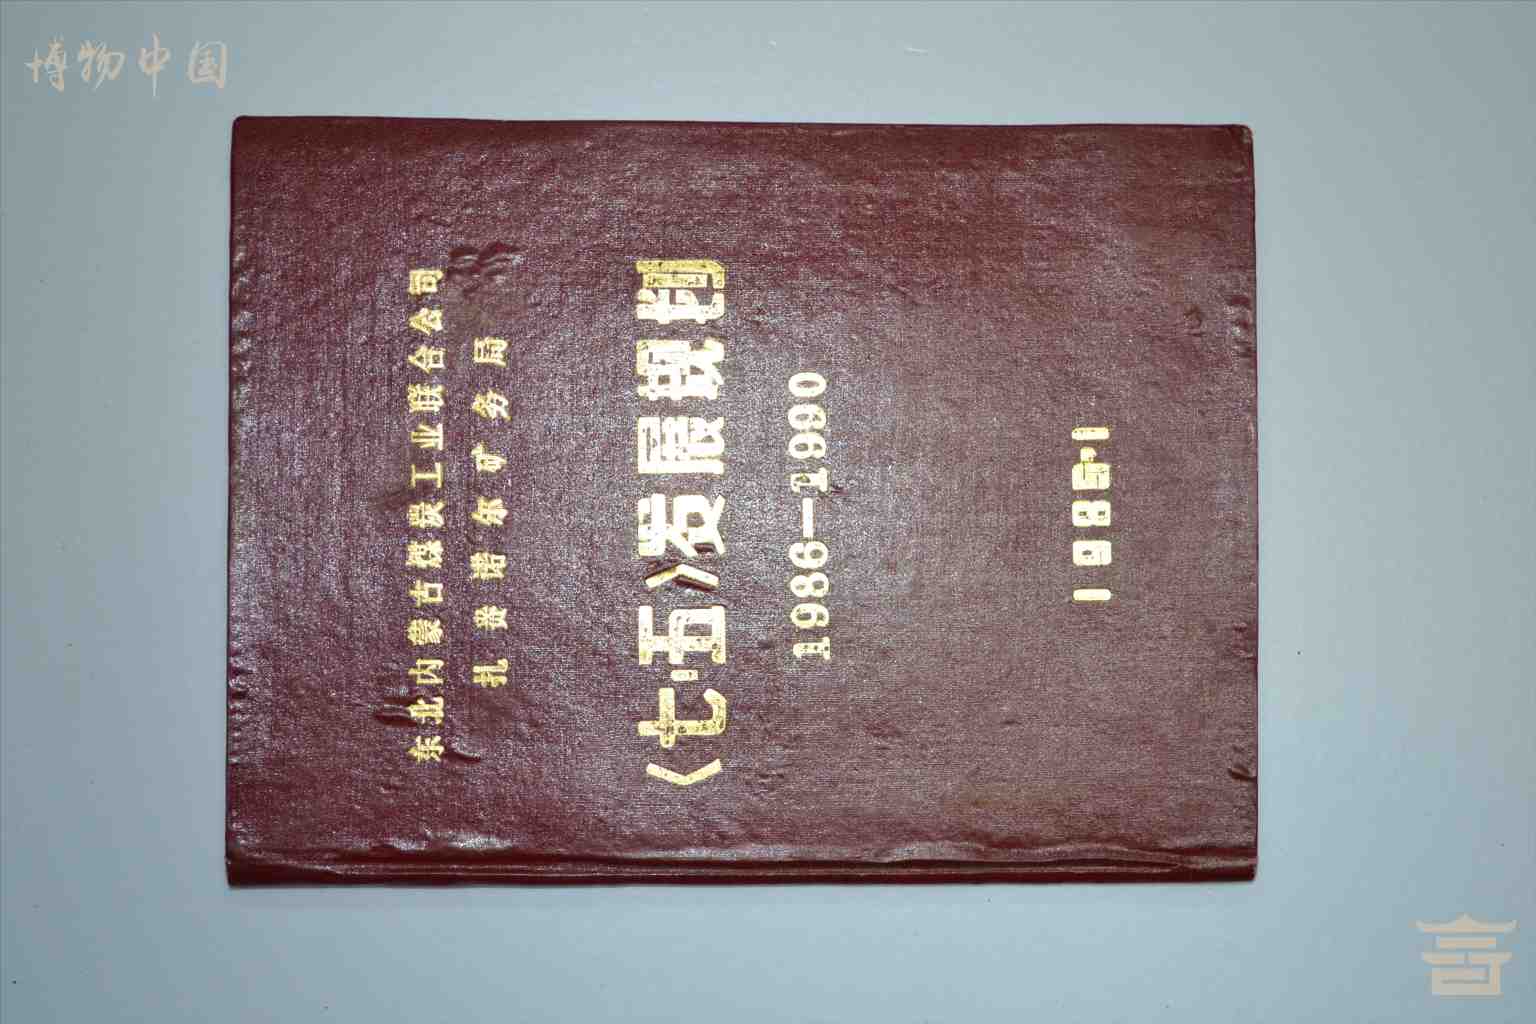 博物中国
东北内蒙古煤炭工业联合公司
扎赉诺尔矿务局
《七·五》发展规划
1986—1990
1985·1